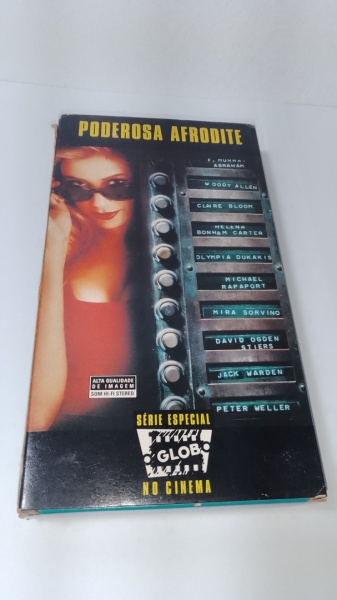 PODEROSA AFRODITE
F. MURRAY
ABRAHAM
WOODY ALLEN
CLAIRE BLOOM
HELENA
BONHAM CARTER
OLYMPIA DUKAKIS
MICHAEL
RAPAPORT
MIRA SORVINO
DAVID OGDEN
STIERS
JACK WARDEN
PETER WELLER
ALTA QUALIDADE
DE IMAGEM
SOM HI-FI STEREO
SÉRIE ESPECIAL
GLOB
NO CINEMA